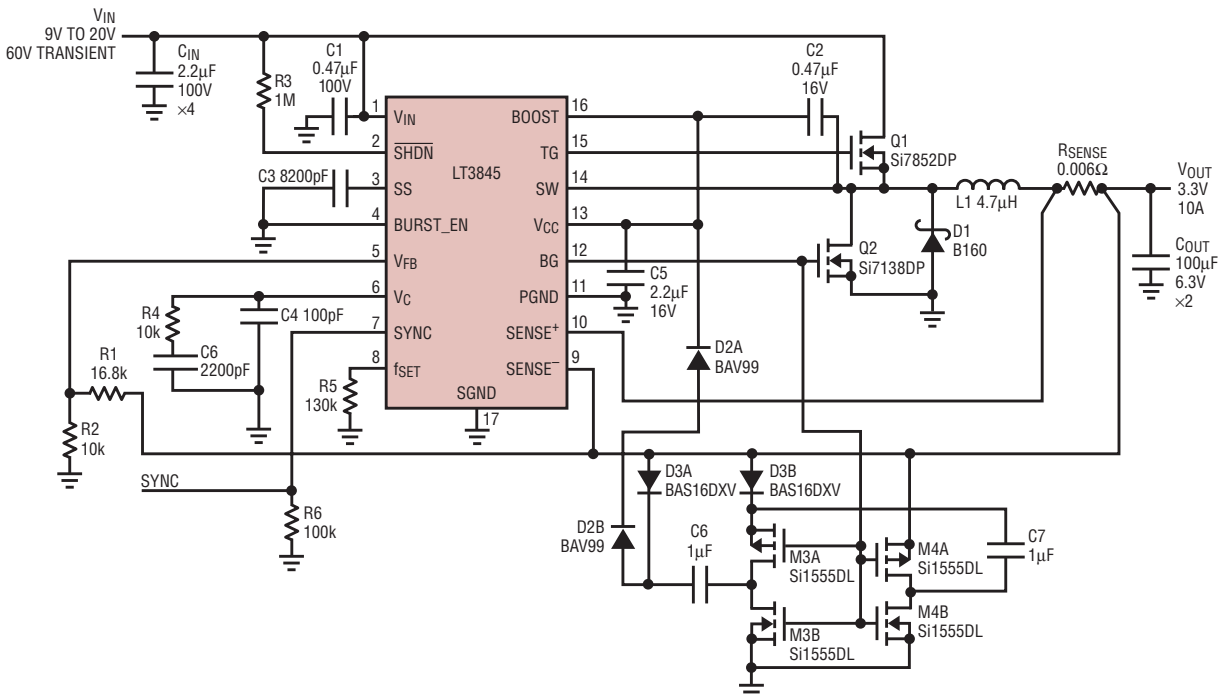 VIN
9V TO 20V
60V TRANSIENT
CIN
2.2µF
100V
×4
R3
1M
C1
0.47µF
100V
C2
0.47µF
16V
1
VIN
2
SHDN
C3 8200pF
3
SS
4
BURST_EN
5
VFB
6
VC
7
SYNC
8
fSET
LT3845
SGND
17
16
BOOST
15
TG
14
SW
13
VCC
12
BG
11
PGND
10
SENSE+
9
SENSE–
Q1
Si7852DP
RSENSE
0.006Ω
VOUT
3.3V
10A
L1 4.7µH
Q2
Si7138DP
D1
B160
COUT
100µF
6.3V
×2
C5
2.2µF
16V
R4
10k
C4 100pF
C6
2200pF
R1
16.8k
R2
10k
R5
130k
D2A
BAV99
SYNC
R6
100k
D3A
BAS16DXV
D3B
BAS16DXV
D2B
BAV99
C6
1µF
M3A
Si1555DL
M4A
Si1555DL
C7
1µF
M3B
Si1555DL
M4B
Si1555DL